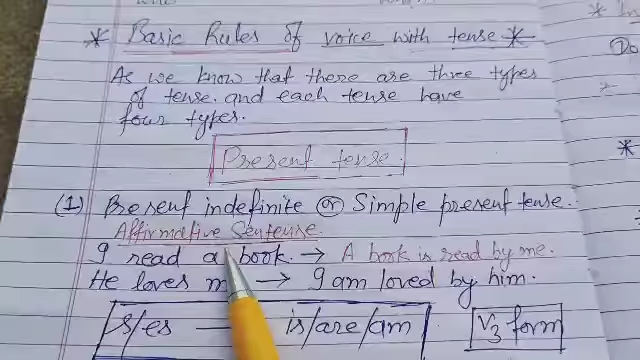 * Basic Rules of voice with tense *
As we know that there are three types
of tense. and each tense have
four types.
Present tense.
(1) Present indefinite or Simple present tense.
Affirmative Sentense.
I read a book. → A book is read by me.
He loves m → I am loved by him.
s/es — is/are/am
V3 form
* In
Do
*